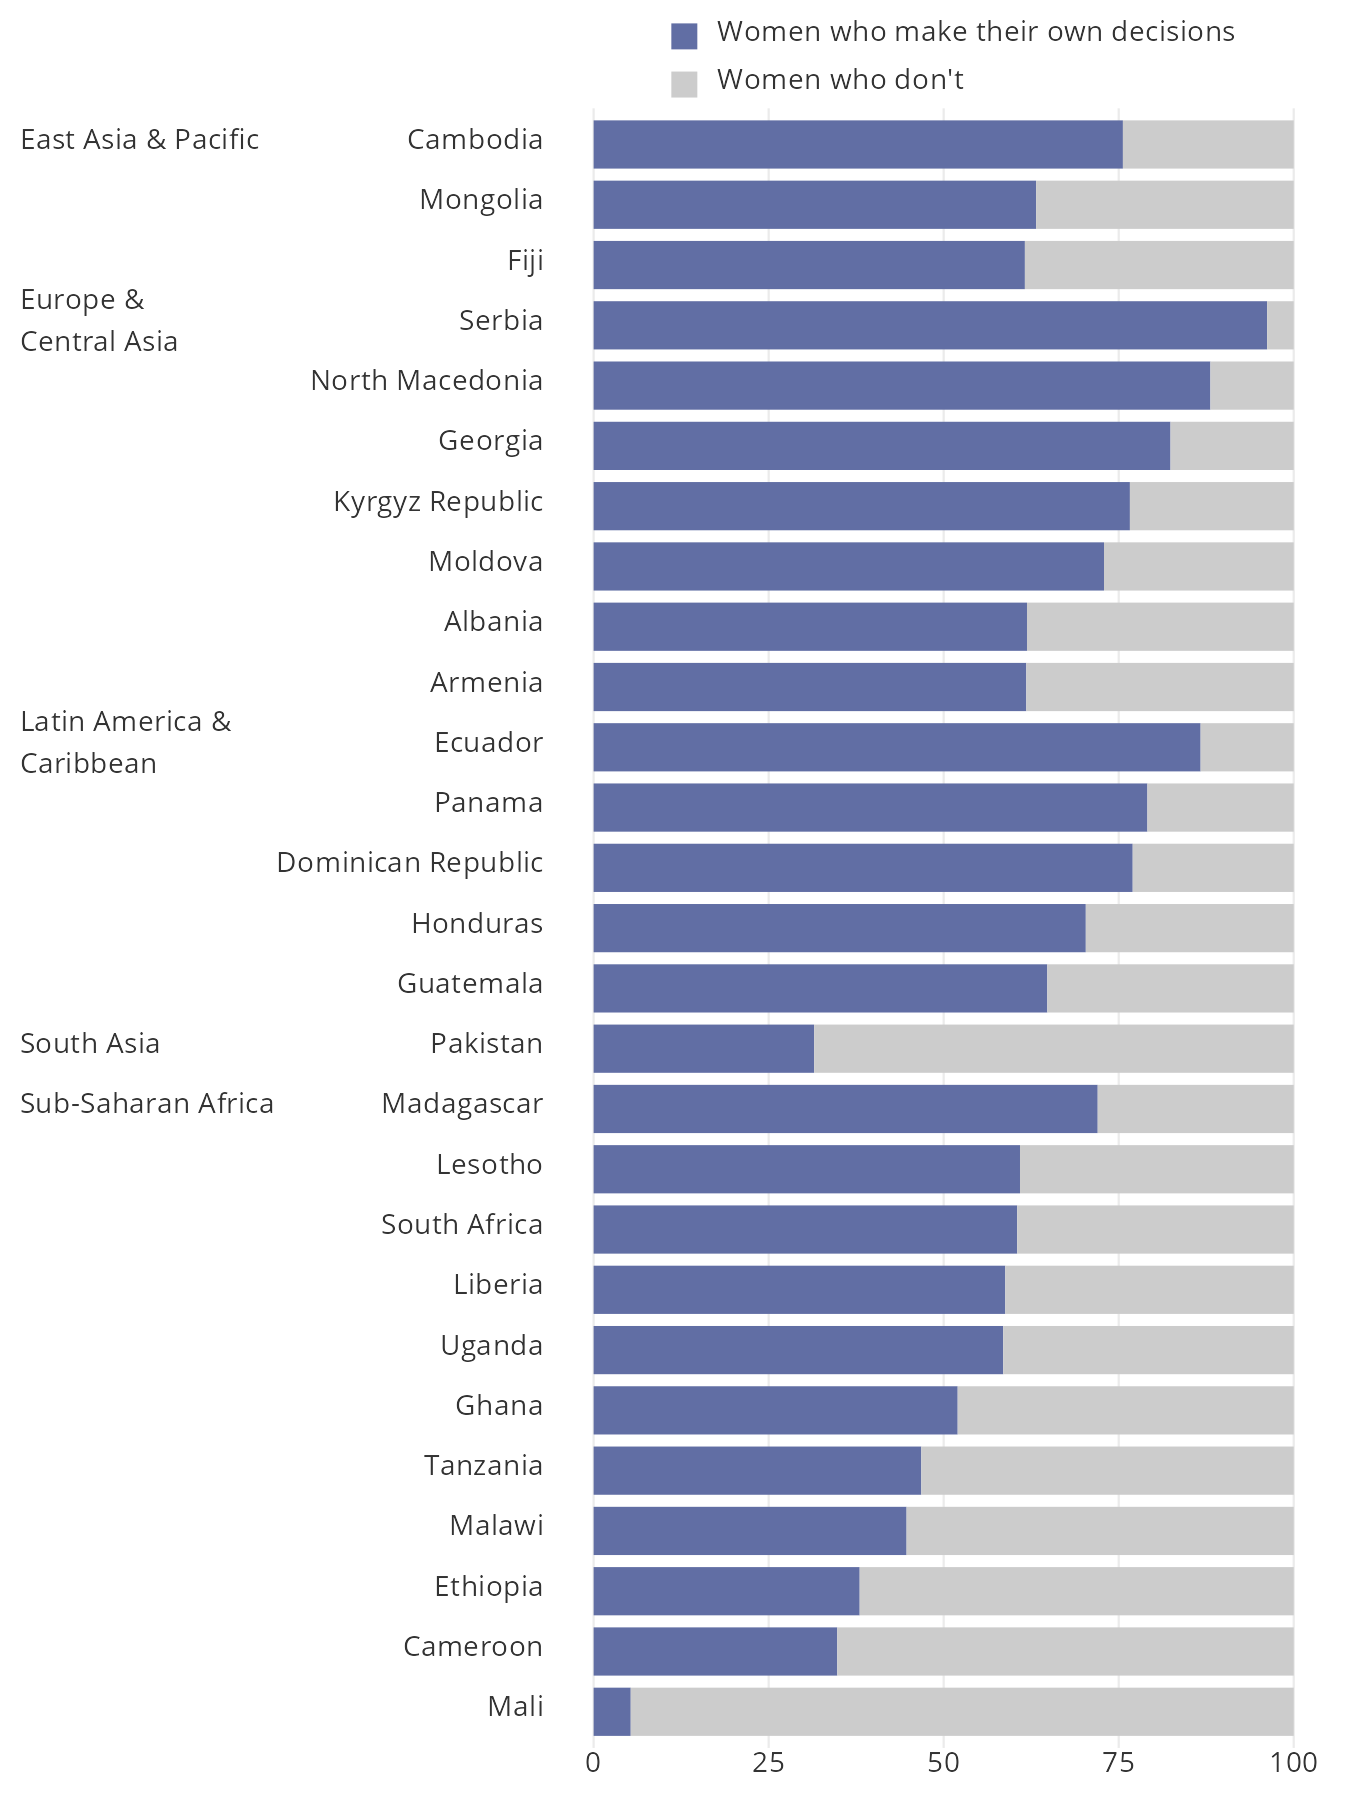 Women who make their own decisions
Women who don't
East Asia & Pacific
Cambodia
Mongolia
Fiji
Europe &
Central Asia
Serbia
North Macedonia
Georgia
Kyrgyz Republic
Moldova
Albania
Armenia
Latin America &
Caribbean
Ecuador
Panama
Dominican Republic
Honduras
Guatemala
South Asia
Pakistan
Sub-Saharan Africa
Madagascar
Lesotho
South Africa
Liberia
Uganda
Ghana
Tanzania
Malawi
Ethiopia
Cameroon
Mali
0 25 50 75 100